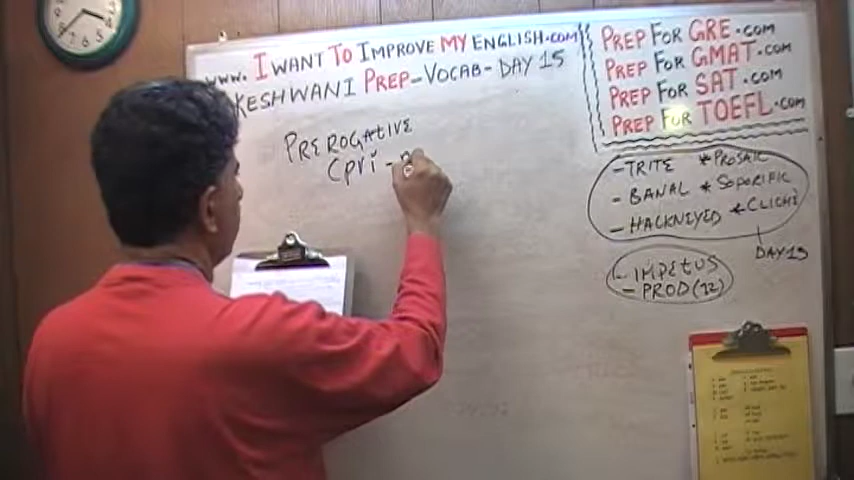 www. I WANT TO IMPROVE MY ENGLISH.COM
KESHWANI PREP-VOCAB-DAY 15
PREP FOR GRE.COM
PREP FOR GMAT.COM
PREP FOR SAT.COM
PREP FOR TOEFL.COM
PREROGATIVE
(pri-
- TRITE * PROSAIC
- BANAL * SOPORIFIC
- HACKNEYED * CLICHÉ
DAY 15
- IMPETUS
- PROD (12)